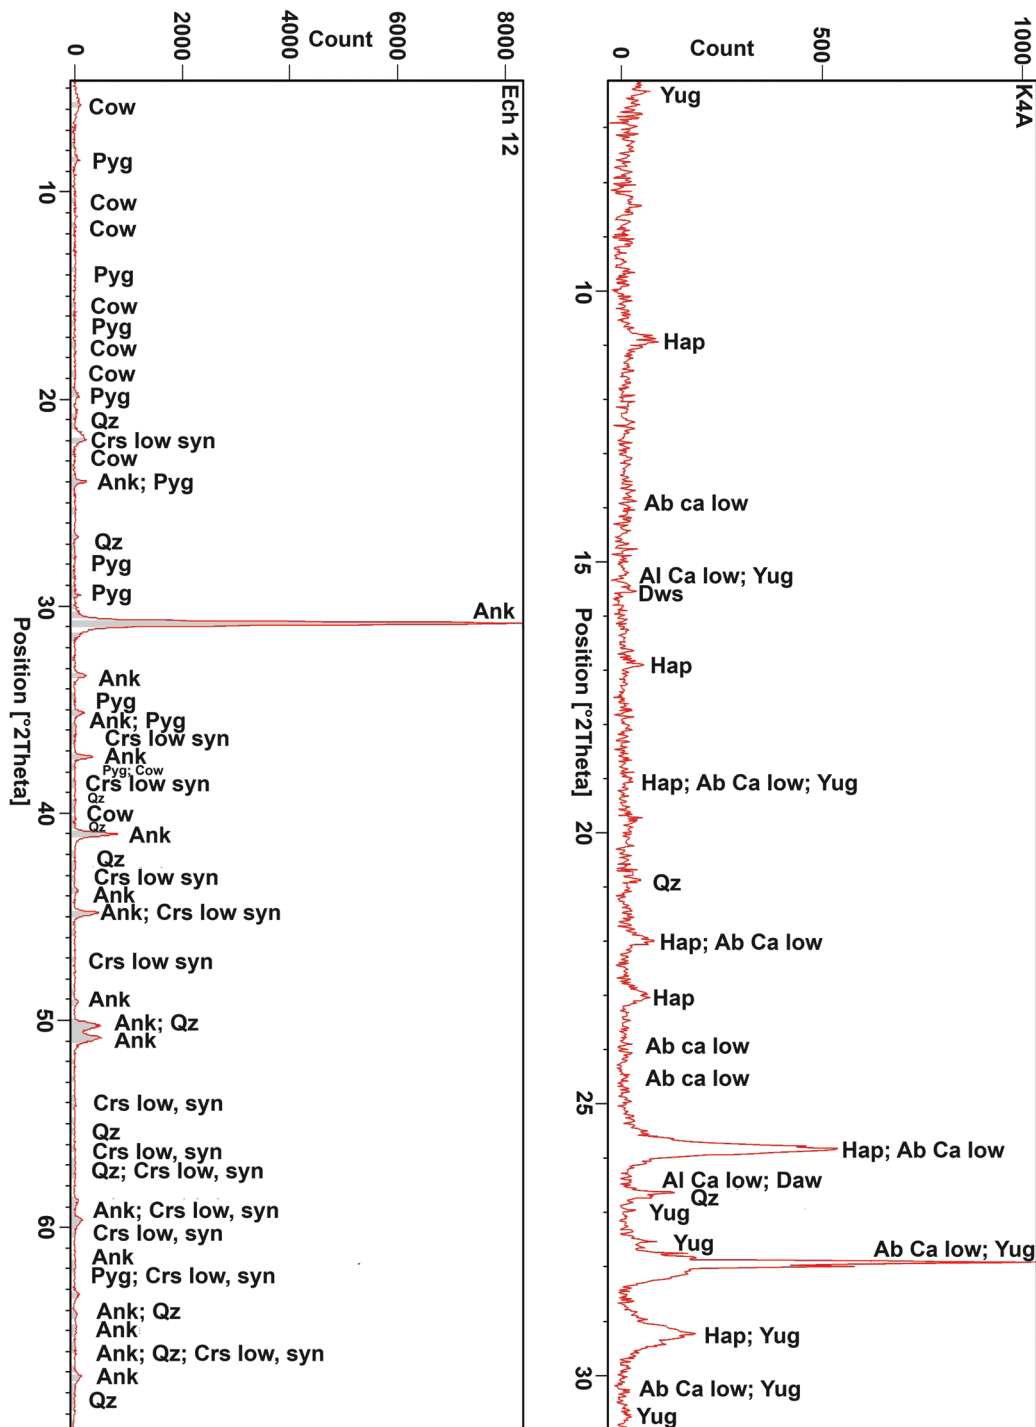 8000
6000
Count
4000
2000
0
Ech 12
Cow
Pyg
10
Cow
Cow
Pyg
Cow
Pyg
Cow
Cow
20
Pyg
Qz
Crs low syn
Cow
Ank; Pyg
Qz
Pyg
Pyg
30
Ank
Position [°2Theta]
Ank
Pyg
Ank; Pyg
Crs low syn
Ank
Pyg; Cow
Crs low syn
Qz
40
Cow
Qz
Ank
Qz
Crs low syn
Ank
Ank; Crs low syn
Crs low syn
Ank
50
Ank; Qz
Ank
Crs low, syn
Qz
Crs low, syn
Qz; Crs low, syn
Ank; Crs low, syn
60
Crs low, syn
Ank
Pyg; Crs low, syn
Ank; Qz
Ank
Ank; Qz; Crs low, syn
Ank
Qz
1000
Count
500
0
K4A
Yug
10
Hap
Ab ca low
15
Al Ca low; Yug
Dws
Position [°2Theta]
Hap
Hap; Ab Ca low; Yug
20
Qz
Hap; Ab Ca low
Hap
Ab ca low
Ab ca low
25
Hap; Ab Ca low
Al Ca low; Daw
Qz
Yug
Yug
Ab Ca low; Yug
Hap; Yug
30
Ab Ca low; Yug
Yug